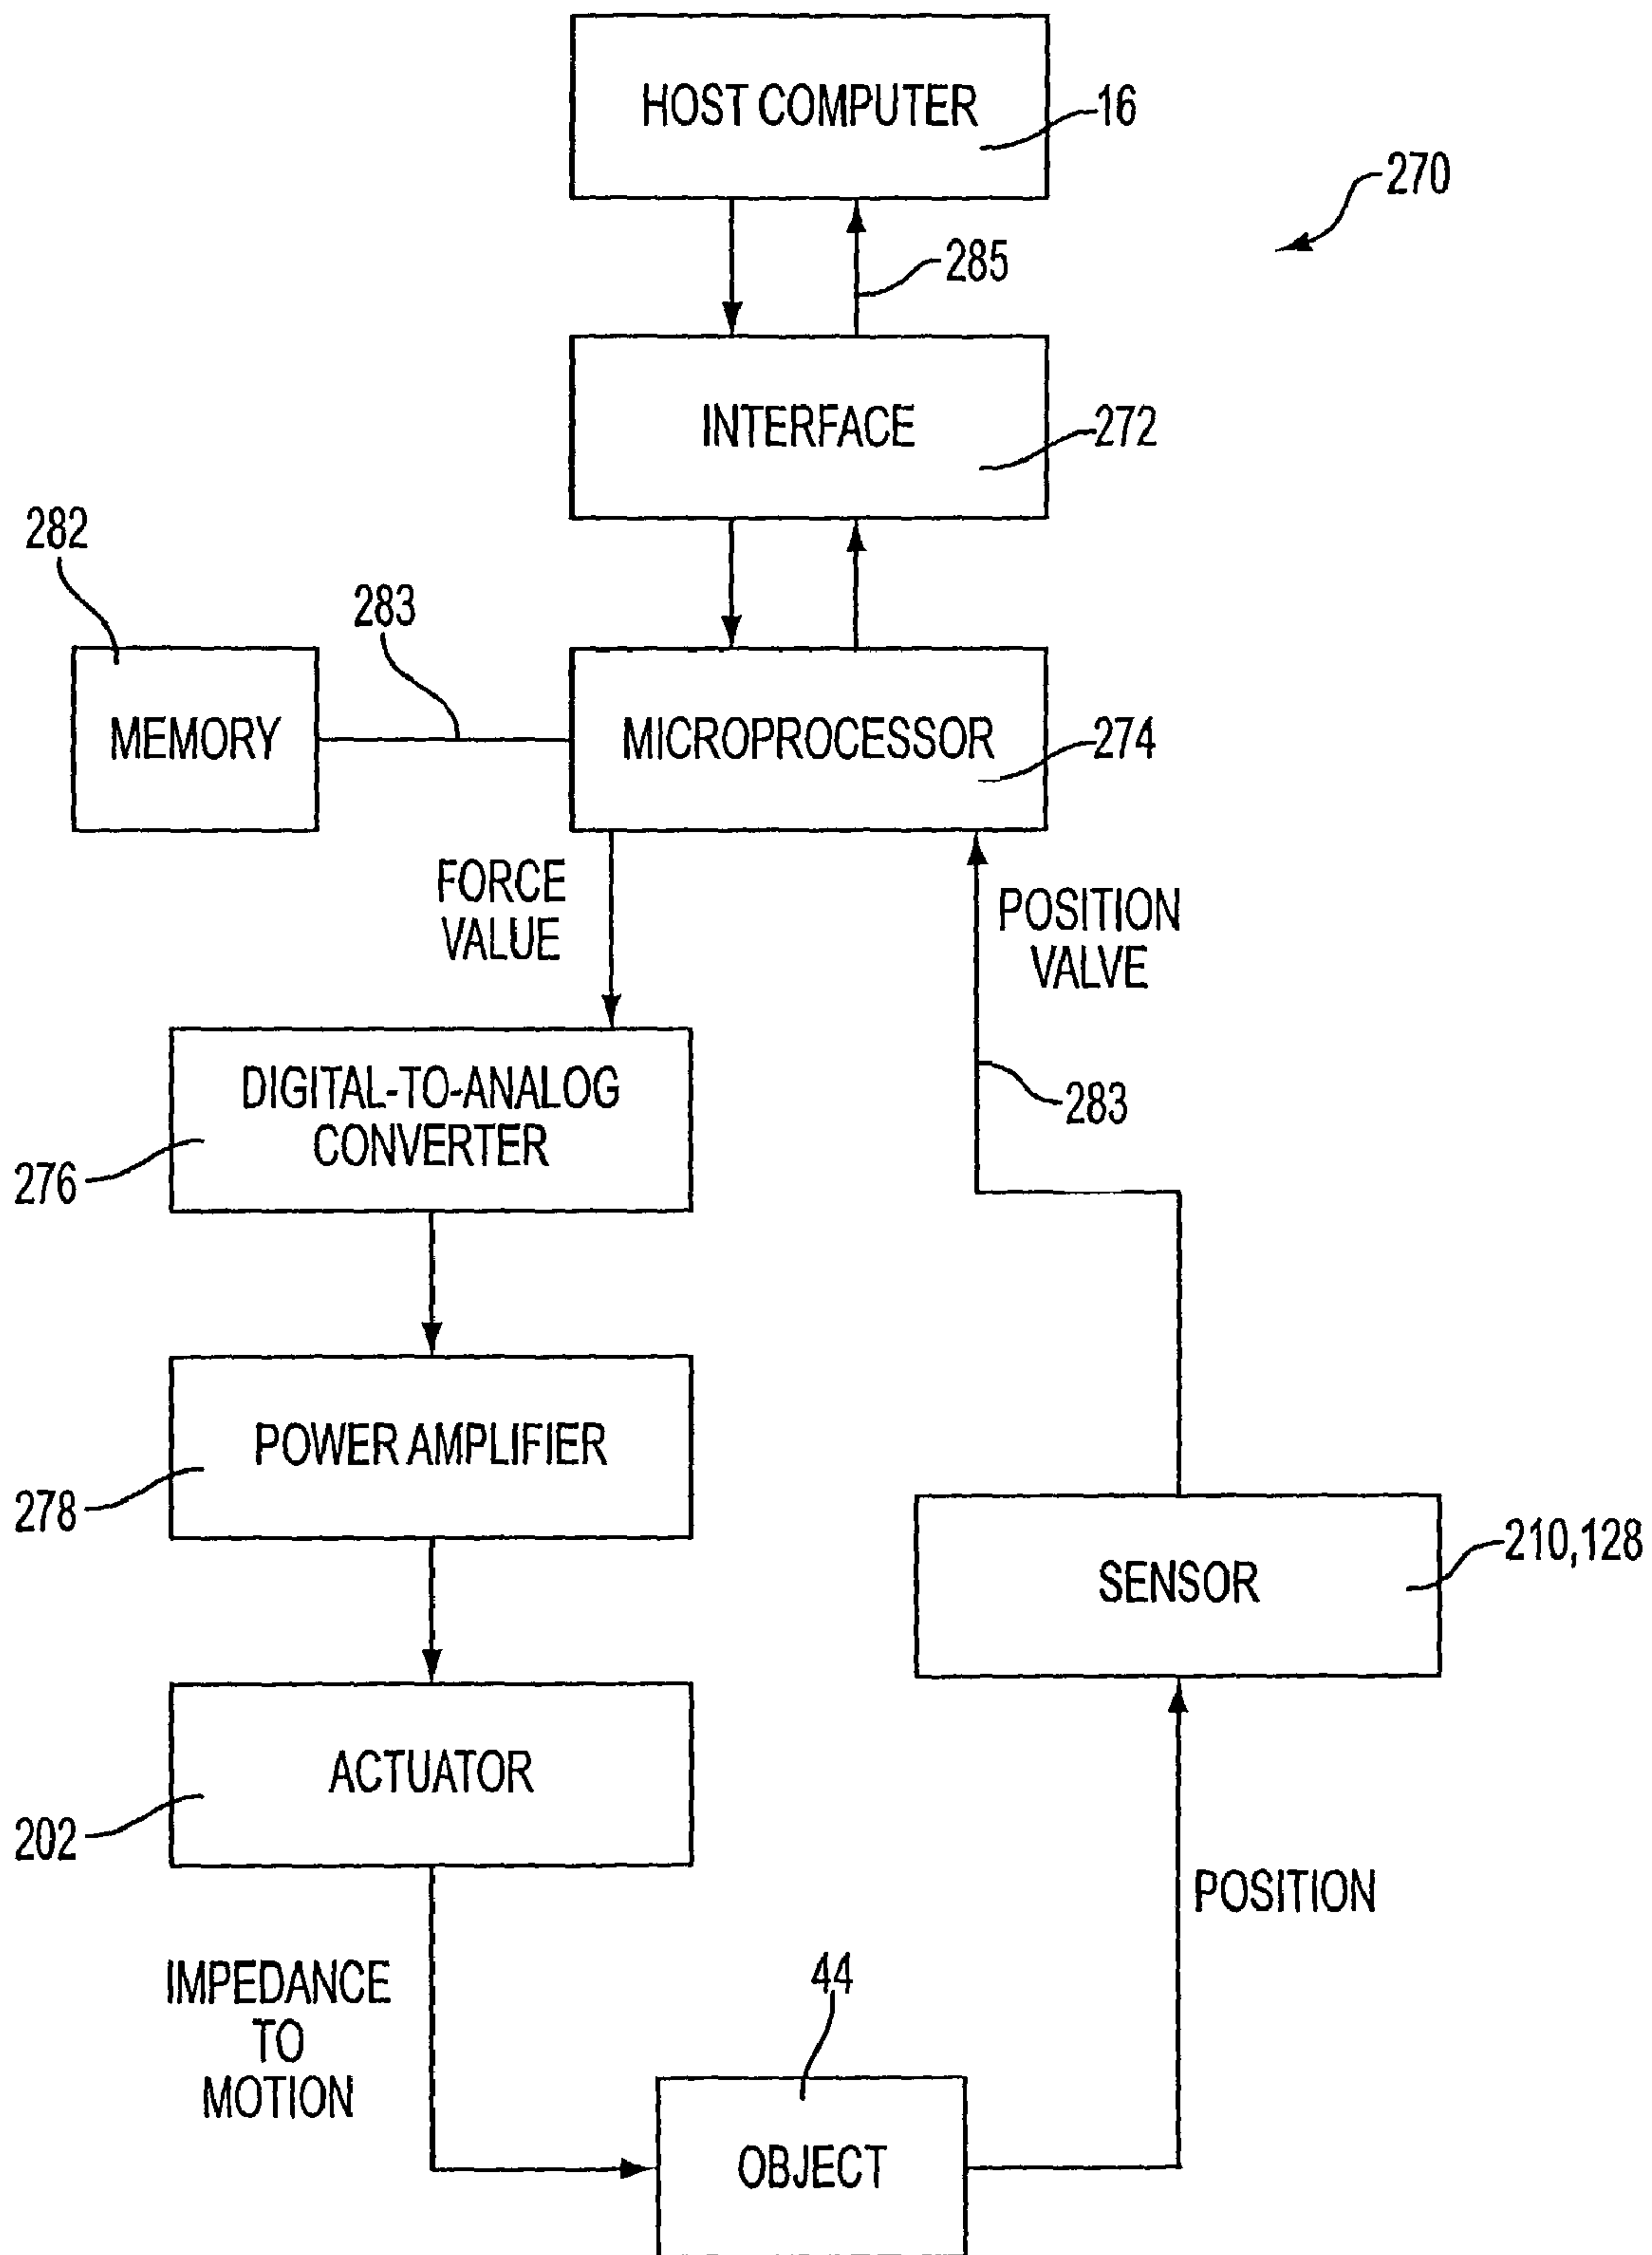 HOST COMPUTER
16
270
285
INTERFACE
272
282
283
MEMORY
MICROPROCESSOR
274
FORCE
VALUE
POSITION
VALVE
283
DIGITAL-TO-ANALOG
CONVERTER
276
POWER AMPLIFIER
278
SENSOR
210,128
ACTUATOR
202
POSITION
IMPEDANCE
TO
MOTION
44
OBJECT